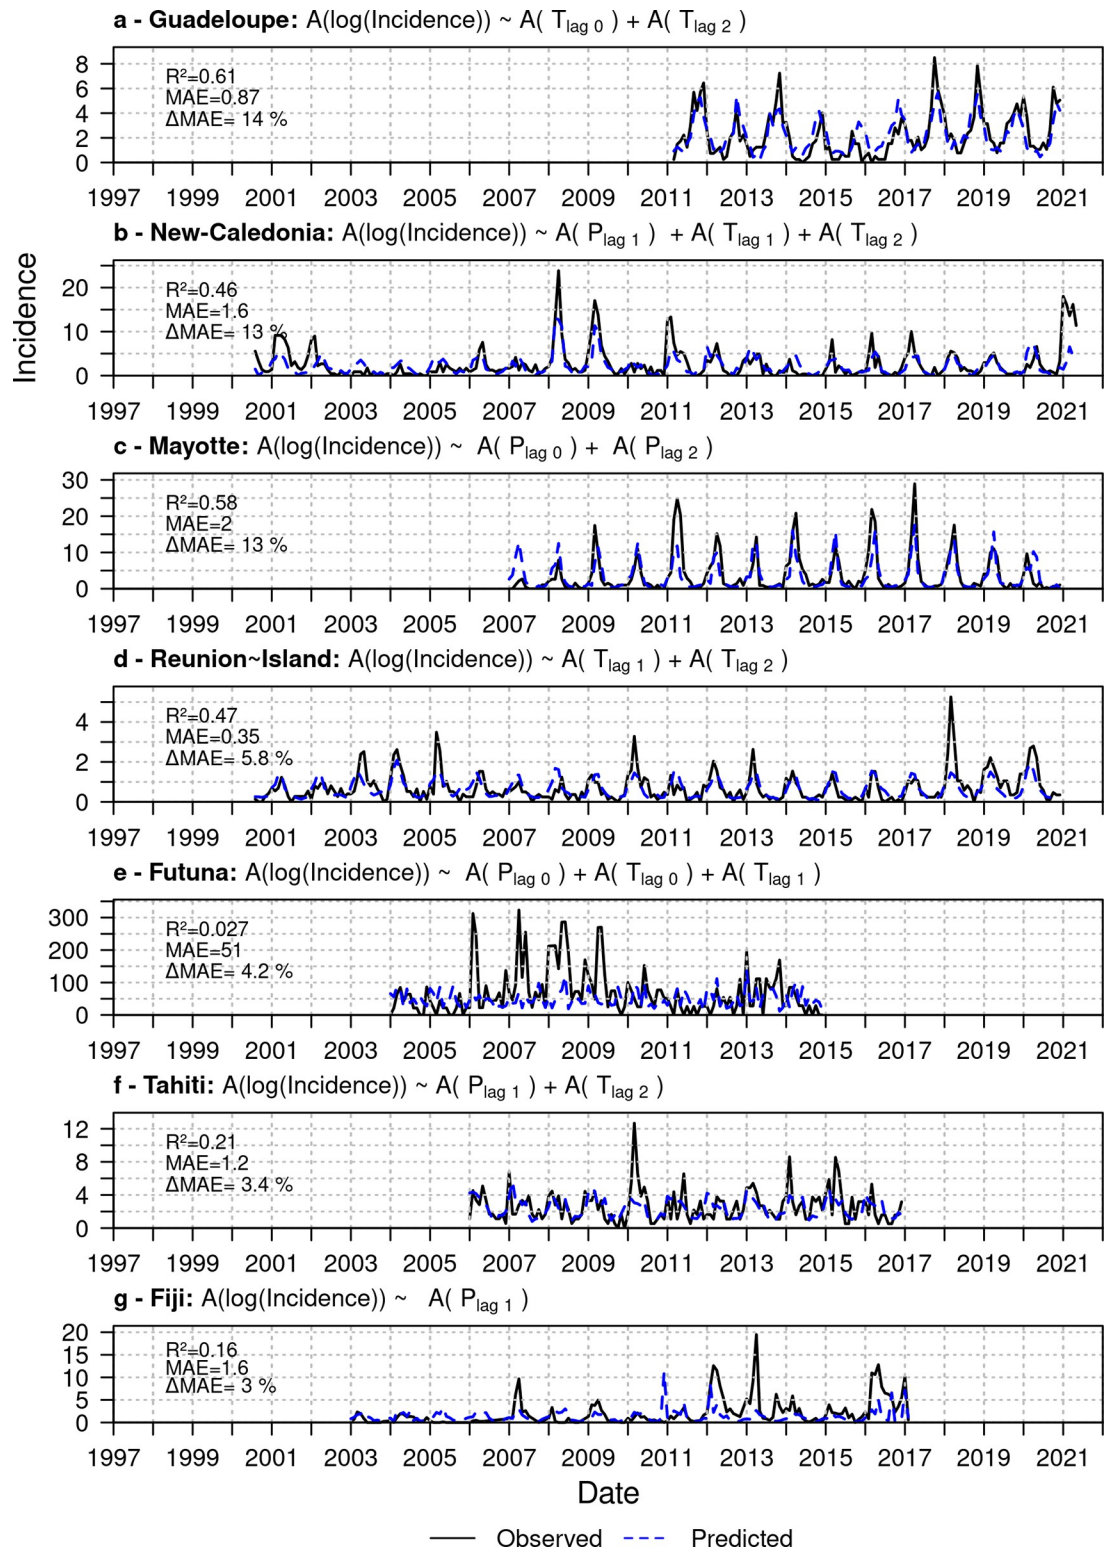 a - Guadeloupe: A(log(Incidence)) ~ A( T lag 0 ) + A( T lag 2 )
8
6
4
2
0
R²=0.61
MAE=0.87
ΔMAE= 14 %
1997 1999 2001 2003 2005 2007 2009 2011 2013 2015 2017 2019 2021
b - New-Caledonia: A(log(Incidence)) ~ A( P lag 1 ) + A( T lag 1 ) + A( T lag 2 )
Incidence
20
10
0
R²=0.46
MAE=1.6
ΔMAE= 13 %
1997 1999 2001 2003 2005 2007 2009 2011 2013 2015 2017 2019 2021
c - Mayotte: A(log(Incidence)) ~ A( P lag 0 ) + A( P lag 2 )
30
20
10
0
R²=0.58
MAE=2
ΔMAE= 13 %
1997 1999 2001 2003 2005 2007 2009 2011 2013 2015 2017 2019 2021
d - Reunion~Island: A(log(Incidence)) ~ A( T lag 1 ) + A( T lag 2 )
4
2
0
R²=0.47
MAE=0.35
ΔMAE= 5.8 %
1997 1999 2001 2003 2005 2007 2009 2011 2013 2015 2017 2019 2021
e - Futuna: A(log(Incidence)) ~ A( P lag 0 ) + A( T lag 0 ) + A( T lag 1 )
300
200
100
0
R²=0.027
MAE=51
ΔMAE= 4.2 %
1997 1999 2001 2003 2005 2007 2009 2011 2013 2015 2017 2019 2021
f - Tahiti: A(log(Incidence)) ~ A( P lag 1 ) + A( T lag 2 )
12
8
4
0
R²=0.21
MAE=1.2
ΔMAE= 3.4 %
1997 1999 2001 2003 2005 2007 2009 2011 2013 2015 2017 2019 2021
g - Fiji: A(log(Incidence)) ~ A( P lag 1 )
20
15
10
5
0
R²=0.16
MAE=1.6
ΔMAE= 3 %
1997 1999 2001 2003 2005 2007 2009 2011 2013 2015 2017 2019 2021
Date
Observed Predicted